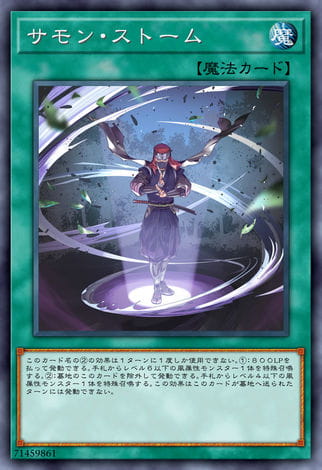 サモン・ストーム
魔
【魔法カード】
このカード名の②の効果は1ターンに1度しか使用できない。①:800LPを
払って発動できる。手札からレベル6以下の風属性モンスター1体を特殊召喚
する。②:墓地のこのカードを除外して発動できる。手札からレベル4以下の風
属性モンスター1体を特殊召喚する。この効果はこのカードが墓地へ送られた
ターンには発動できない。
71459861